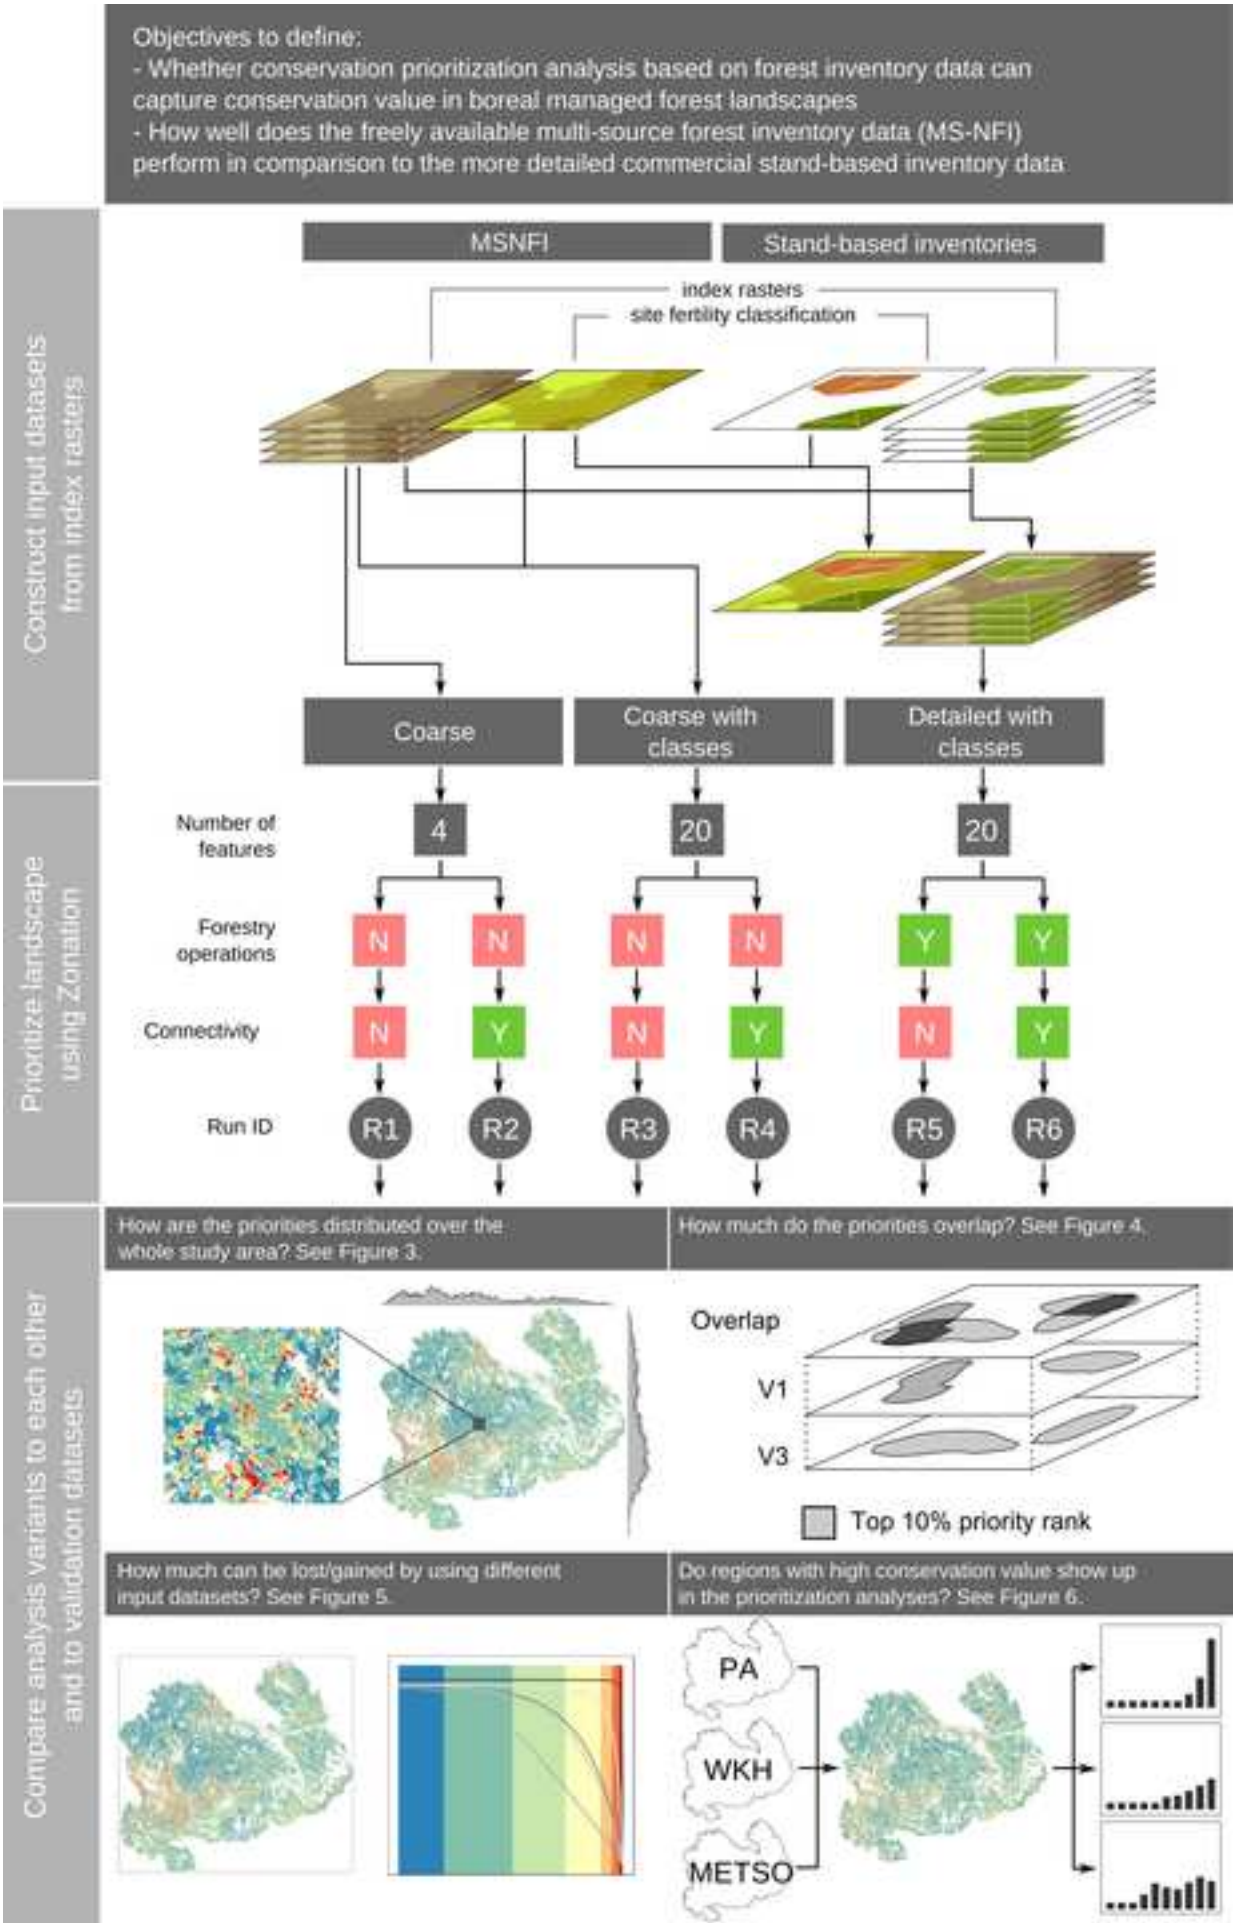 Objectives to define:
- Whether conservation prioritization analysis based on forest inventory data can
capture conservation value in boreal managed forest landscapes
- How well does the freely available multi-source forest inventory data (MS-NFI)
perform in comparison to the more detailed commercial stand-based inventory data
Construct input datasets
from index rasters
MSNFI
Stand-based inventories
index rasters
site fertility classification
Coarse
Coarse with
classes
Detailed with
classes
Prioritize landscape
using Zonation
Number of
features
4
20
20
Forestry
operations
N
N
N
N
Y
Y
Connectivity
N
Y
N
Y
N
Y
Run ID
R1
R2
R3
R4
R5
R6
Compare analysis variants to each other
and to validation datasets
How are the priorities distributed over the
whole study area? See Figure 3.
How much do the priorities overlap? See Figure 4.
Overlap
V1
V3
Top 10% priority rank
How much can be lost/gained by using different
input datasets? See Figure 5.
Do regions with high conservation value show up
in the prioritization analyses? See Figure 6.
PA
WKH
METSO